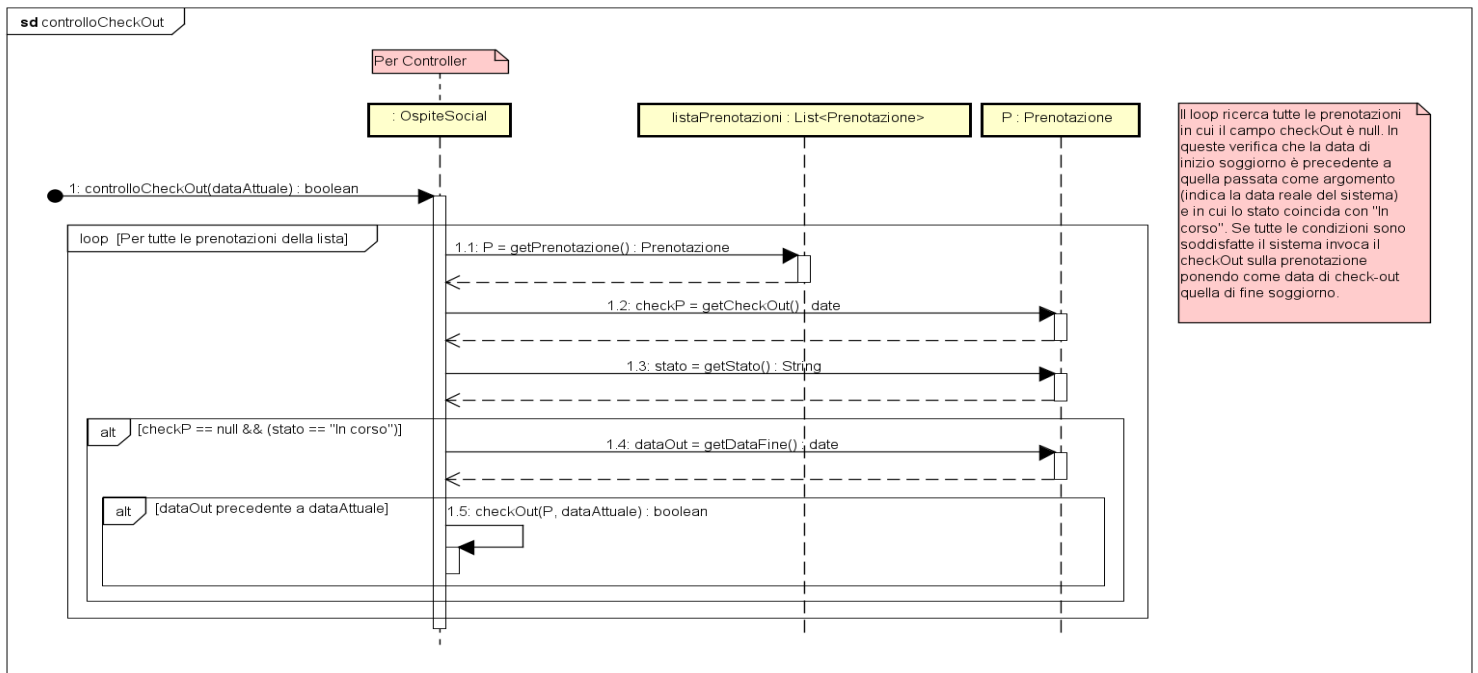 sd controlloCheckOut
Per Controller
: OspiteSocial
listaPrenotazioni : List<Prenotazione>
P : Prenotazione
Il loop ricerca tutte le prenotazioni
in cui il campo checkOut è null. In
queste verifica che la data di
inizio soggiorno è precedente a
quella passata come argomento
(indica la data reale del sistema)
e in cui lo stato coincida con "In
corso". Se tutte le condizioni sono
soddisfatte il sistema invoca il
checkOut sulla prenotazione
ponendo come data di check-out
quella di fine soggiorno.
1: controlloCheckOut(dataAttuale) : boolean
loop [Per tutte le prenotazioni della lista]
1.1: P = getPrenotazione() : Prenotazione
1.2: checkP = getCheckOut() : date
1.3: stato = getStato() : String
alt [checkP == null && (stato == "In corso")]
1.4: dataOut = getDataFine() : date
alt [dataOut precedente a dataAttuale]
1.5: checkOut(P, dataAttuale) : boolean